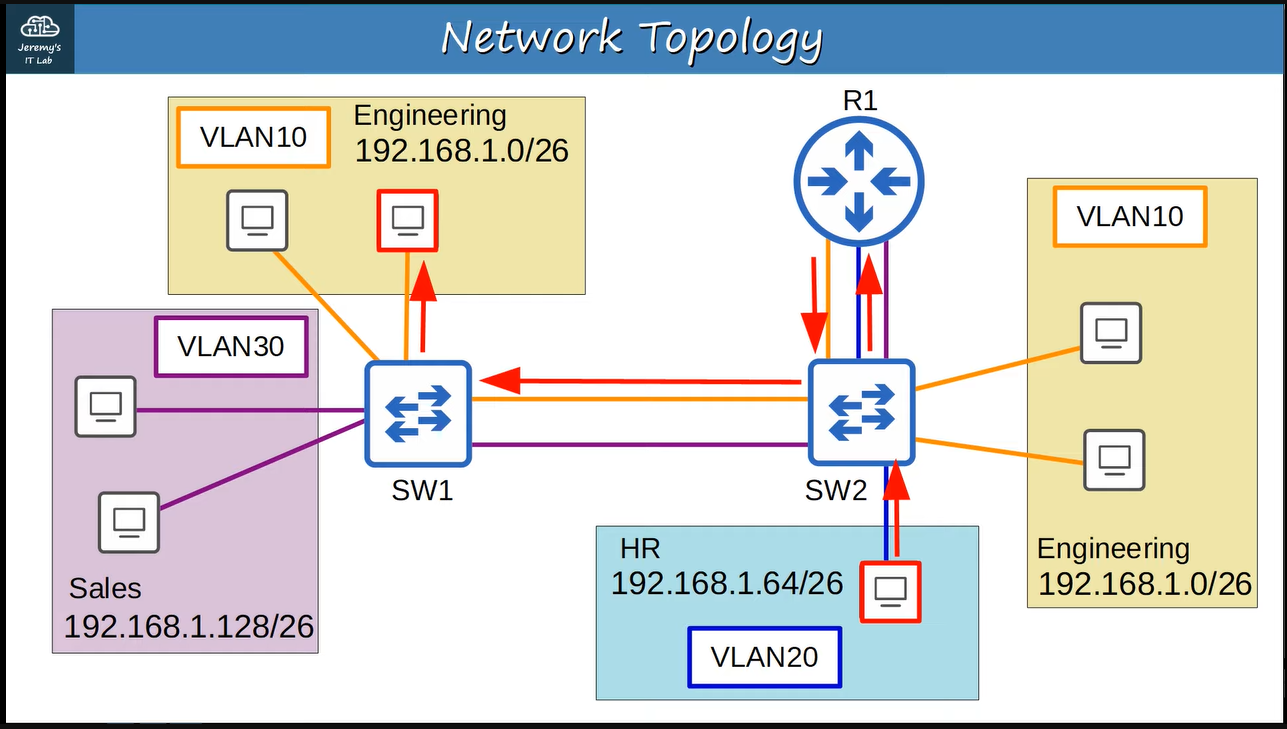 Jeremy's
IT Lab
Network Topology
VLAN10
Engineering
192.168.1.0/26
R1
VLAN10
VLAN30
SW1
SW2
Sales
192.168.1.128/26
HR
192.168.1.64/26
VLAN20
Engineering
192.168.1.0/26